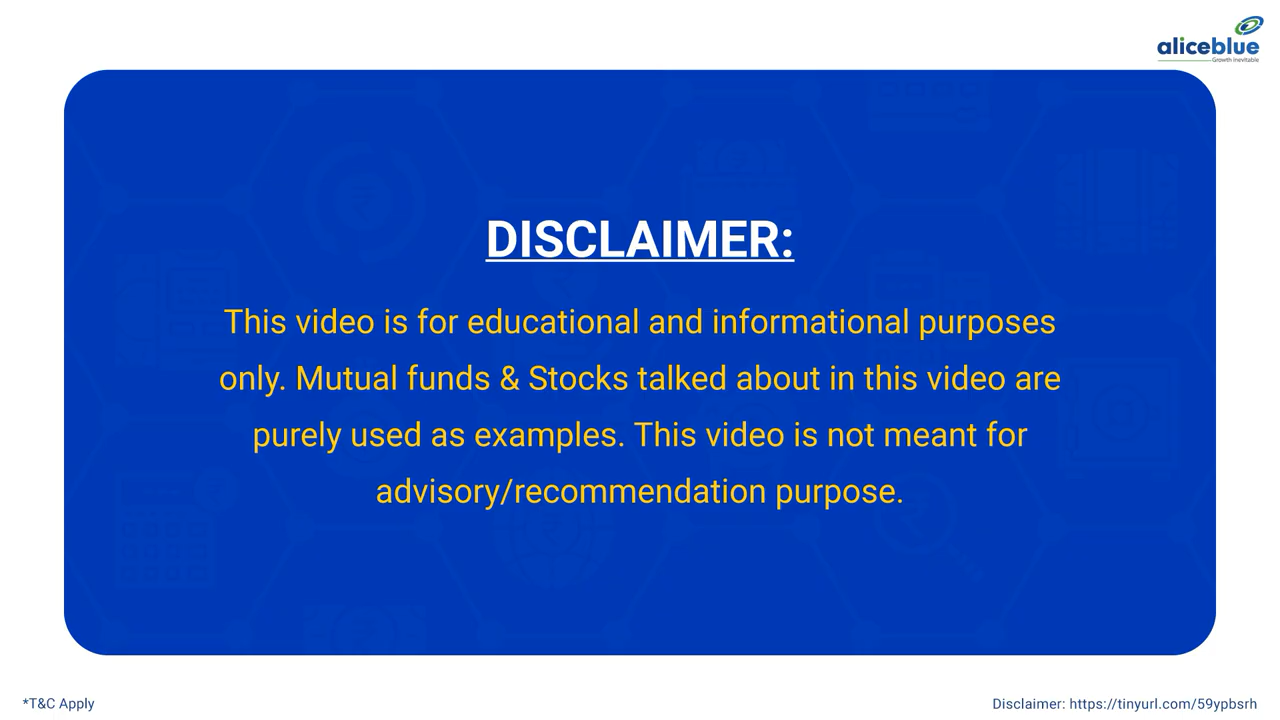 aliceblue
Growth inevitable
DISCLAIMER:
This video is for educational and informational purposes
only. Mutual funds & Stocks talked about in this video are
purely used as examples. This video is not meant for
advisory/recommendation purpose.
*T&C Apply
Disclaimer: https://tinyurl.com/59ypbsrh